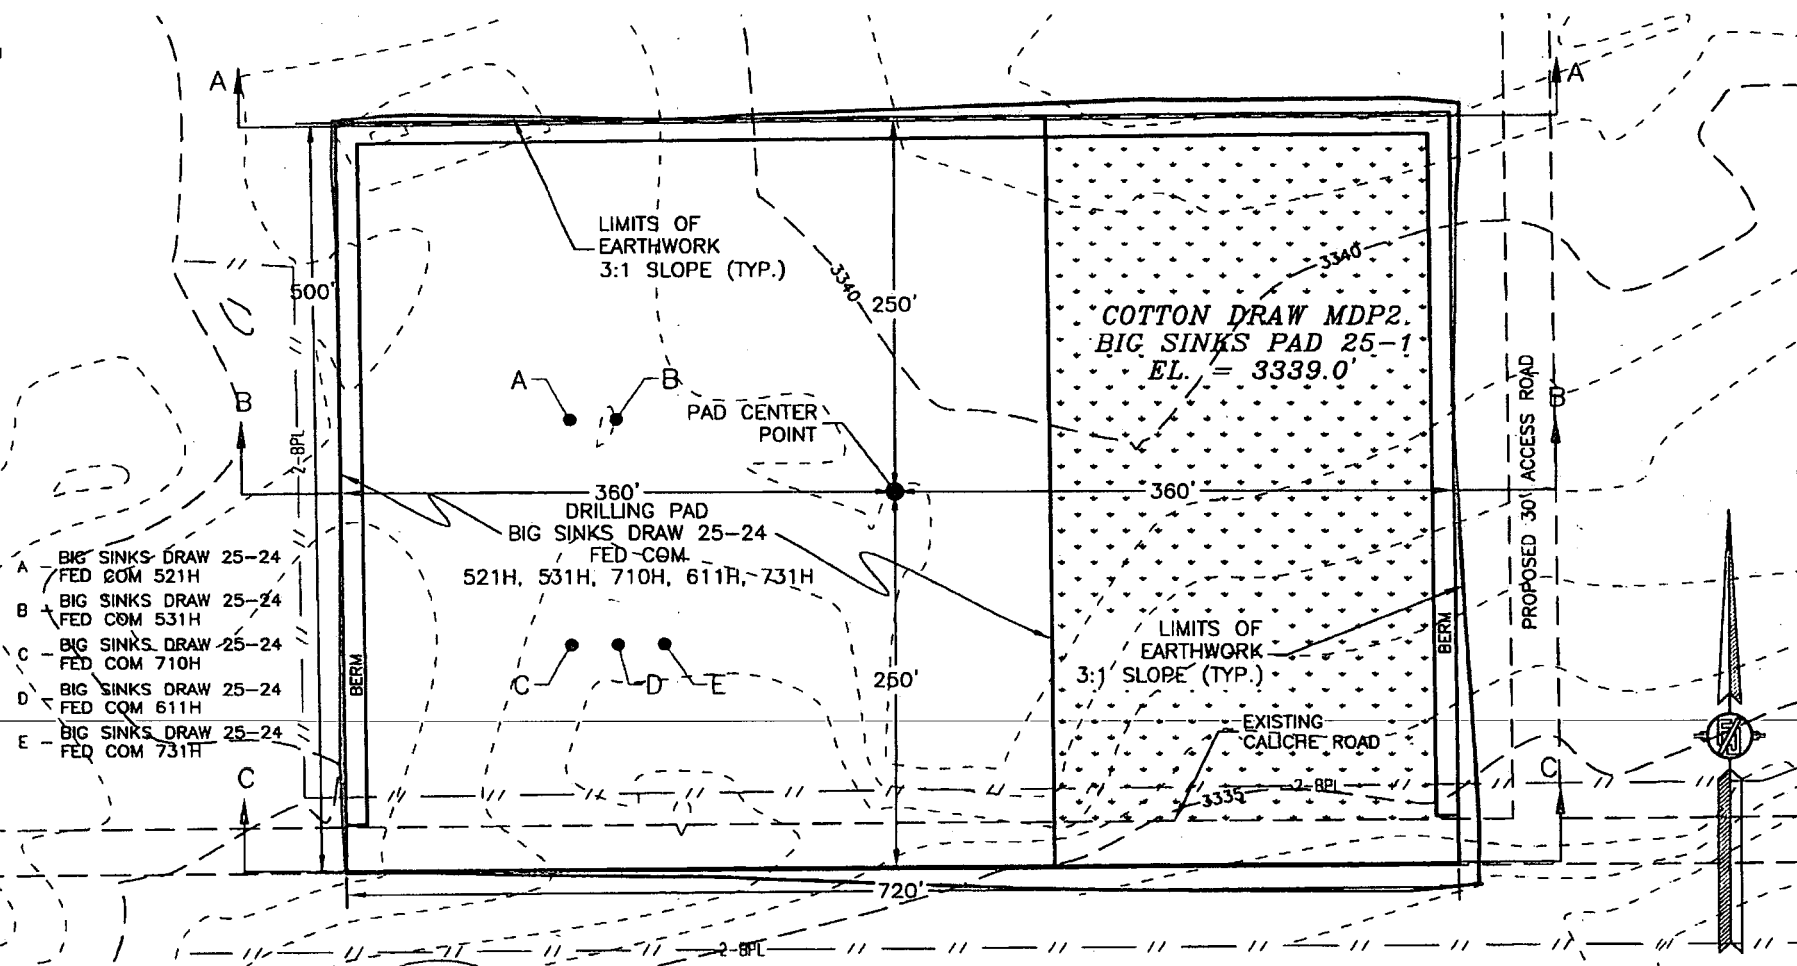 A
A
LIMITS OF
EARTHWORK
3:1 SLOPE (TYP.)
3340
3340
500'
250'
COTTON DRAW MDP2
BIG SINKS PAD 25-1
EL. = 3339.0'
A
B
B
B
PAD CENTER
POINT
2-8PL
360'
360'
DRILLING PAD
BIG SINKS DRAW 25-24
FED COM
521H, 531H, 710H, 611H, 731H
PROPOSED 30' ACCESS ROAD
A BIG SINKS DRAW 25-24
FED COM 521H
B BIG SINKS DRAW 25-24
FED COM 531H
C BIG SINKS DRAW 25-24
FED COM 710H
D BIG SINKS DRAW 25-24
FED COM 611H
E BIG SINKS DRAW 25-24
FED COM 731H
BERM
C
D
E
250'
LIMITS OF
EARTHWORK
3:1 SLOPE (TYP.)
BERM
EXISTING
CALICHE ROAD
C
C
3335
2-8PL
720'
2-8PL